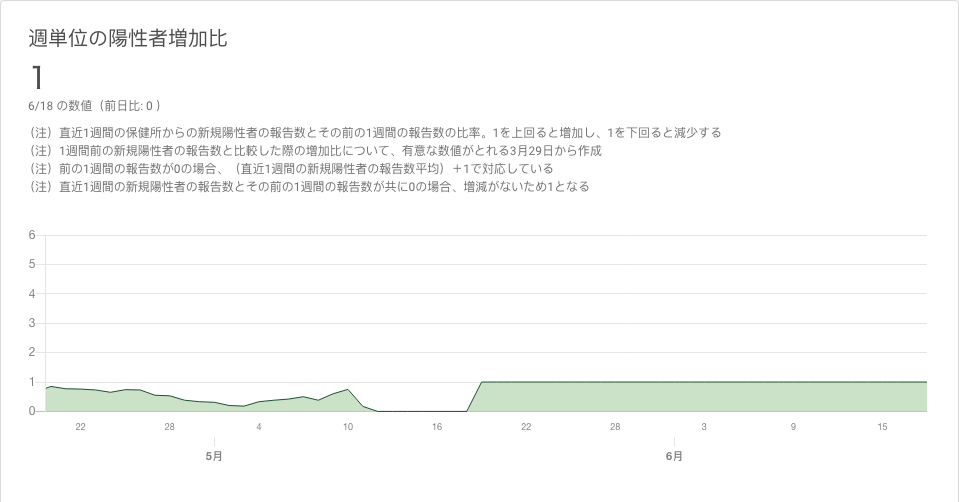 週単位の陽性者増加比
1
6/18 の数値（前日比: 0 ）
（注）直近1週間の保健所からの新規陽性者の報告数とその前の1週間の報告数の比率。1を上回ると増加し、1を下回ると減少する
（注）1週間前の新規陽性者の報告数と比較した際の増加比について、有意な数値がとれる3月29日から作成
（注）前の1週間の報告数が0の場合、（直近1週間の新規陽性者の報告数平均）＋1で対応している
（注）直近1週間の新規陽性者の報告数とその前の1週間の報告数が共に0の場合、増減がないため1となる
6
5
4
3
2
1
0
22 28 4 10 16 22 28 3 9 15
5月 6月